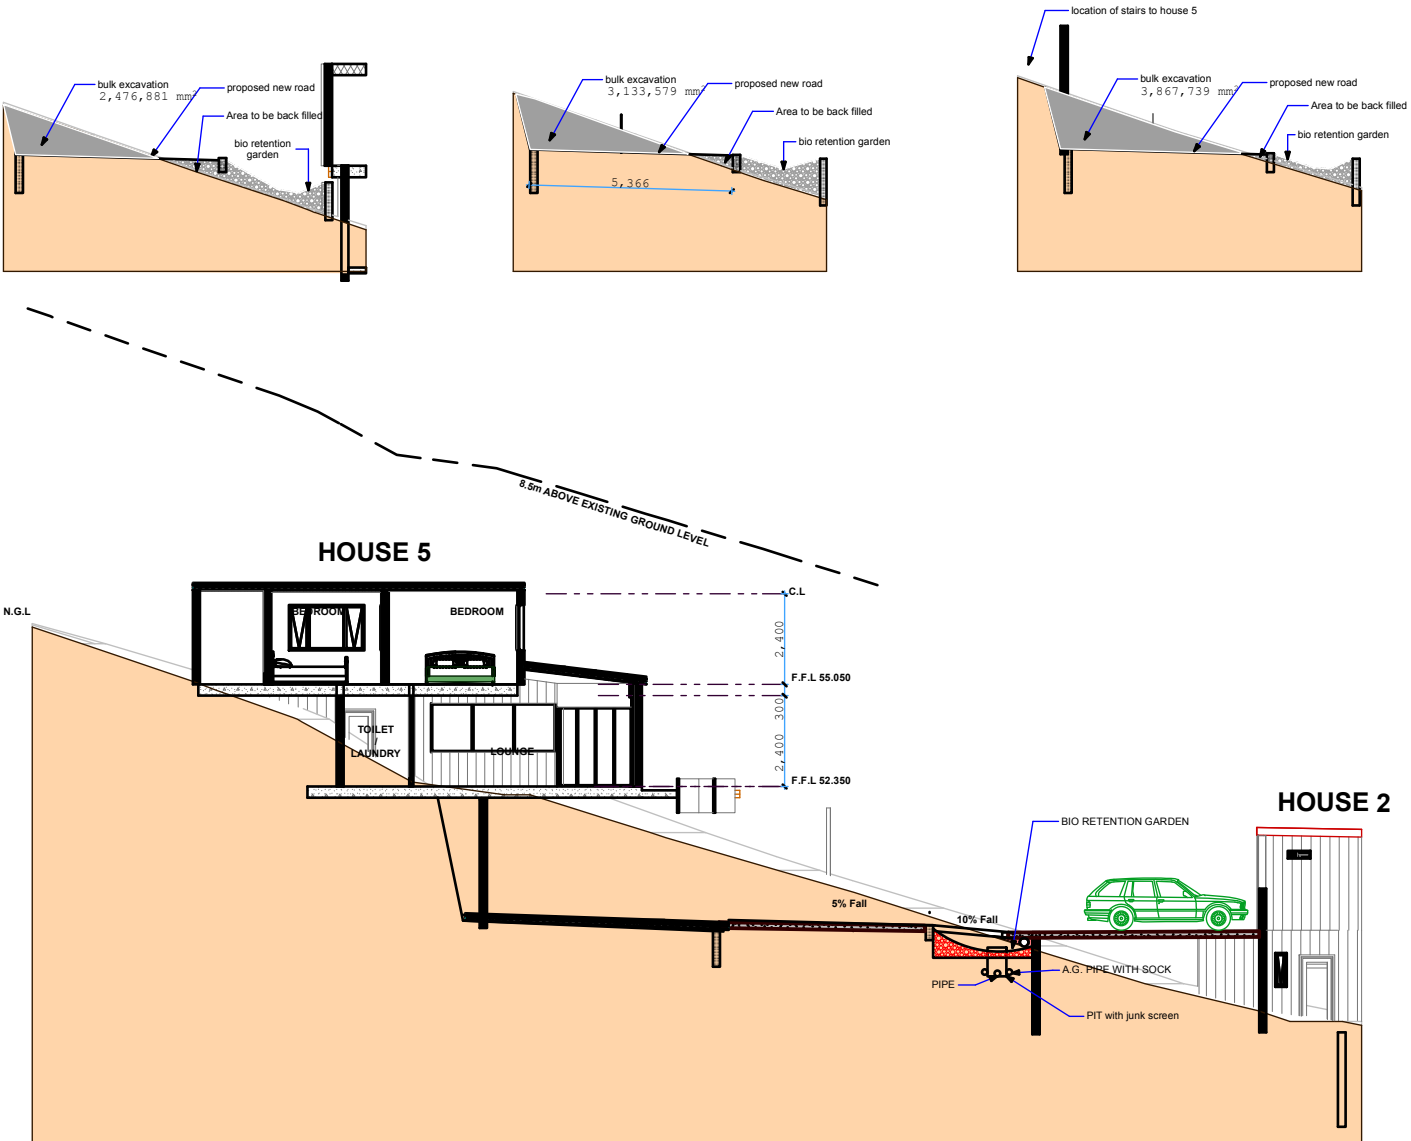 location of stairs to house 5
bulk excavation
2,476,881 mm²
proposed new road
Area to be back filled
bio retention
garden
bulk excavation
3,133,579 mm²
proposed new road
Area to be back filled
bio retention garden
5,366
bulk excavation
3,867,739 mm²
proposed new road
Area to be back filled
bio retention garden
8.5m ABOVE EXISTING GROUND LEVEL
HOUSE 5
N.G.L
BEDROOM
BEDROOM
C.L
2,400
F.F.L 55.050
300
TOILET
/
LAUNDRY
LOUNGE
2,400
F.F.L 52.350
HOUSE 2
BIO RETENTION GARDEN
5% Fall
10% Fall
A.G. PIPE WITH SOCK
PIPE
PIT with junk screen